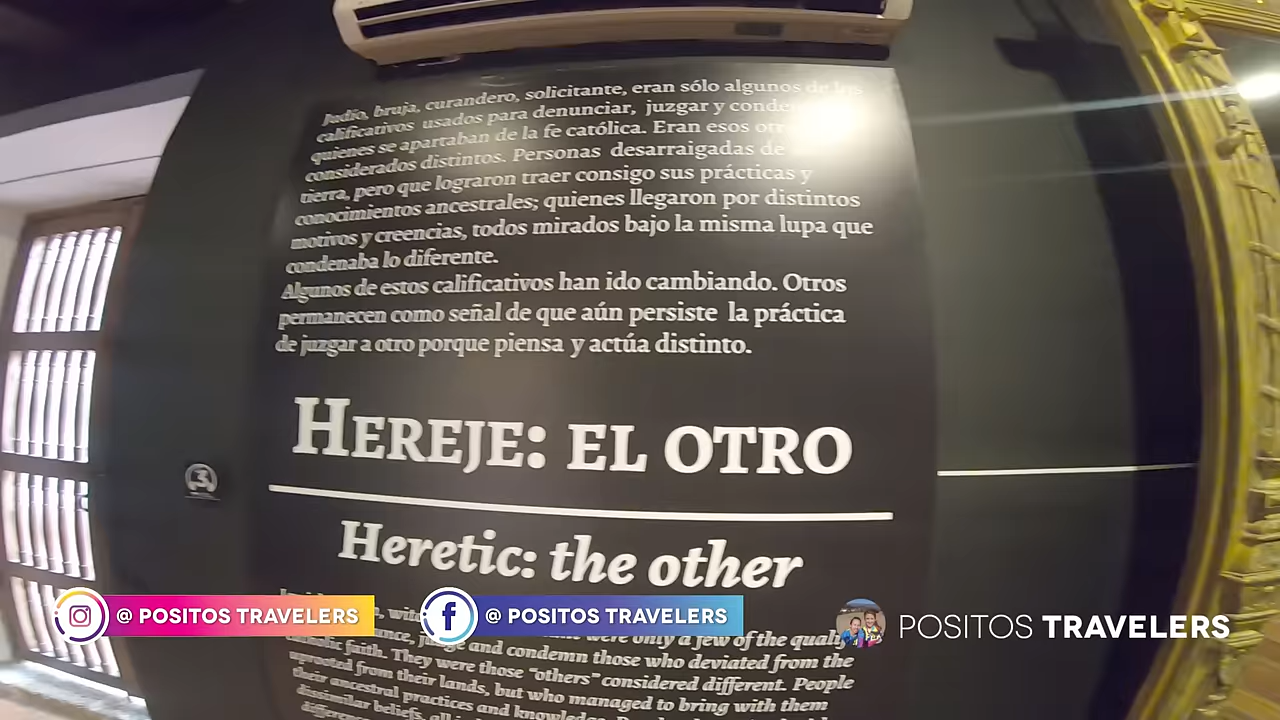 Judío, bruja, curandero, solicitante, eran sólo algunos de los
calificativos usados para denunciar, juzgar y
quienes se apartaban de la fe católica. Eran esos
considerados distintos. Personas desarraigadas de
tierra, pero que lograron traer consigo sus prácticas y
conocimientos ancestrales; quienes llegaron por distintos
motivos y creencias, todos mirados bajo la misma lupa que
condenaba lo diferente.
Algunos de estos calificativos han ido cambiando. Otros
permanecen como señal de que aún persiste la práctica
de juzgar a otro porque piensa y actúa distinto.
HEREJE: EL OTRO
3
Heretic: the other
@ POSITOS TRAVELERS
@ POSITOS TRAVELERS
POSITOS TRAVELERS
were only a few of the
and condemn those who deviated from the
faith. They were those “others” considered different. People
uprooted from their lands, but who managed to bring with them
their ancestral practices and
dissimilar beliefs,